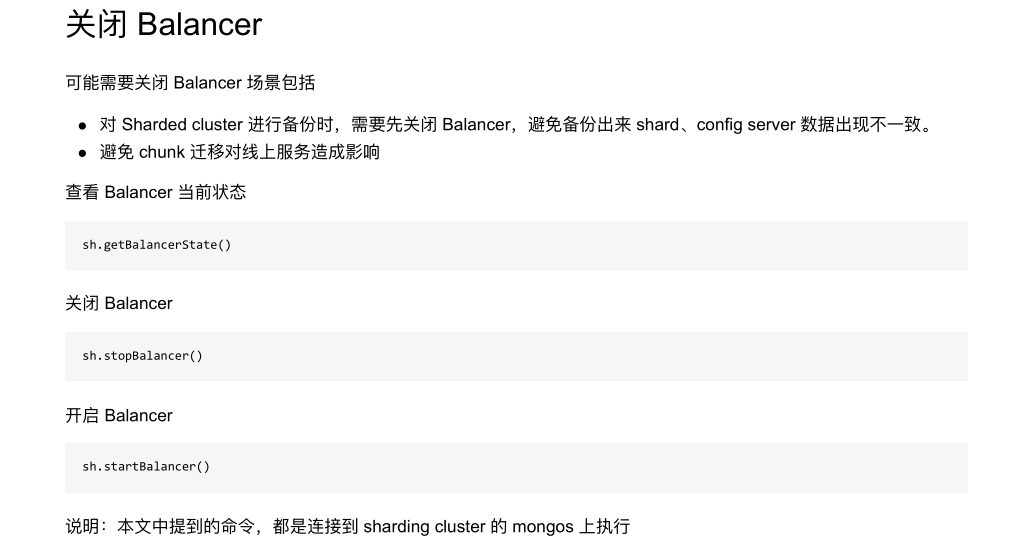 关闭 Balancer
可能需要关闭 Balancer 场景包括
● 对 Sharded cluster 进行备份时，需要先关闭 Balancer，避免备份出来 shard、config server 数据出现不一致。
● 避免 chunk 迁移对线上服务造成影响
查看 Balancer 当前状态
sh.getBalancerState()
关闭 Balancer
sh.stopBalancer()
开启 Balancer
sh.startBalancer()
说明：本文中提到的命令，都是连接到 sharding cluster 的 mongos 上执行